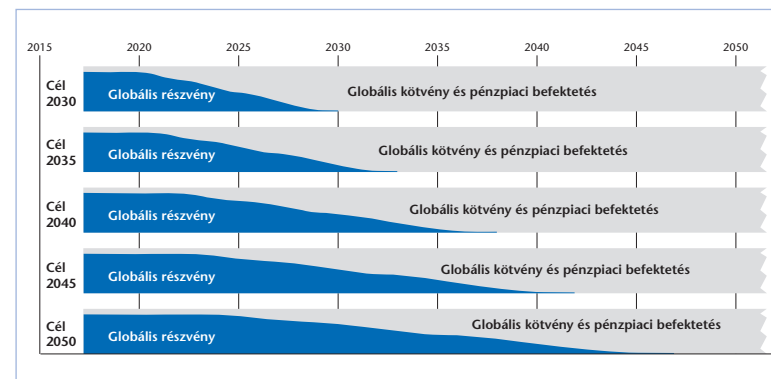 2015 2020 2025 2030 2035 2040 2045 2050
Cél
2030
Globális részvény
Globális kötvény és pénzpiaci befektetés
Cél
2035
Globális részvény
Globális kötvény és pénzpiaci befektetés
Cél
2040
Globális részvény
Globális kötvény és pénzpiaci befektetés
Cél
2045
Globális részvény
Globális kötvény és pénzpiaci befektetés
Cél
2050
Globális részvény
Globális kötvény és pénzpiaci befektetés